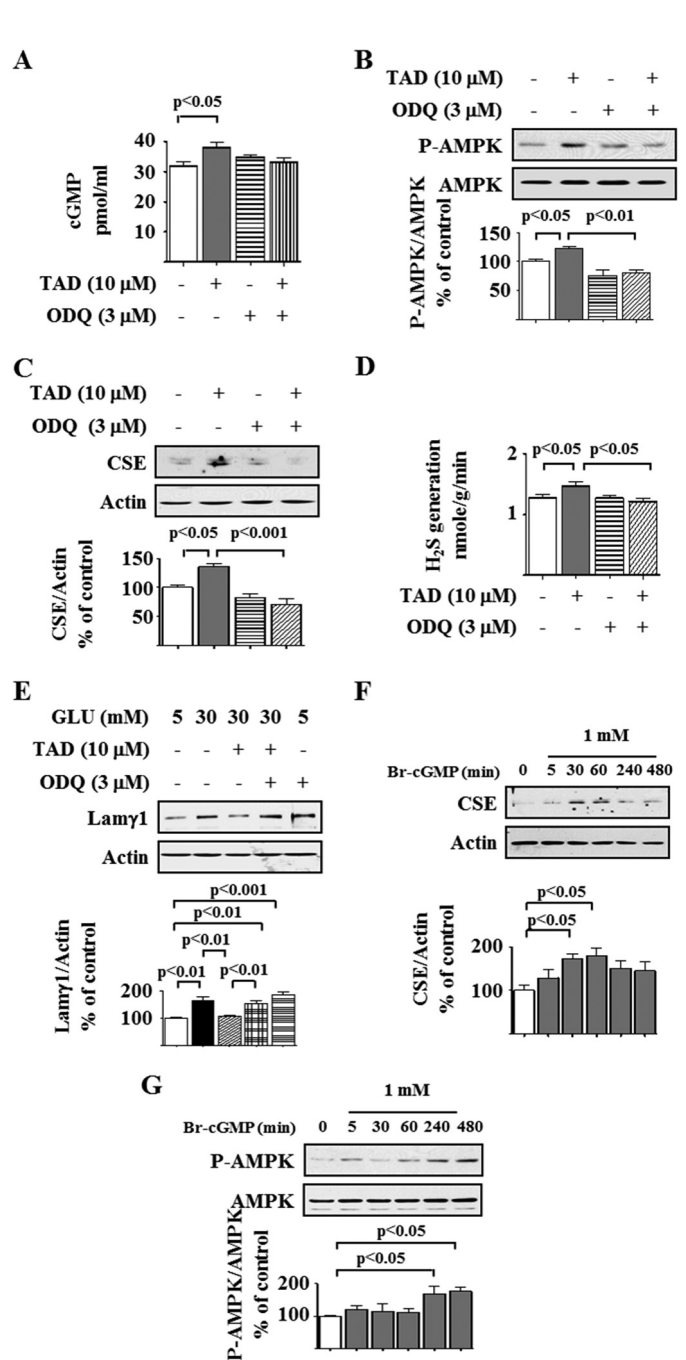 A
p<0.05
cGMP
pmol/ml
40
30
20
10
TAD (10 µM) - + - +
ODQ (3 µM) - - + +
B
TAD (10 µM) - + - +
ODQ (3 µM) - - + +
P-AMPK
AMPK
p<0.05 p<0.01
P-AMPK/AMPK
% of control
150
100
50
C
TAD (10 µM) - + - +
ODQ (3 µM) - - + +
CSE
Actin
p<0.05 p<0.001
CSE/Actin
% of control
150
100
50
D
p<0.05 p<0.05
H₂S generation
nmole/g/min
2
1
TAD (10 µM) - + - +
ODQ (3 µM) - - + +
E
GLU (mM) 5 30 30 30 5
TAD (10 µM) - - + + -
ODQ (3 µM) - - - + +
Lamγ1
Actin
p<0.001
p<0.01
p<0.01
p<0.01 p<0.01
Lamγ1/Actin
% of control
200
100
F
1 mM
Br-cGMP (min) 0 5 30 60 240 480
CSE
Actin
p<0.05
p<0.05
CSE/Actin
% of control
200
100
G
1 mM
Br-cGMP (min) 0 5 30 60 240 480
P-AMPK
AMPK
p<0.05
p<0.05
P-AMPK/AMPK
% of control
200
100